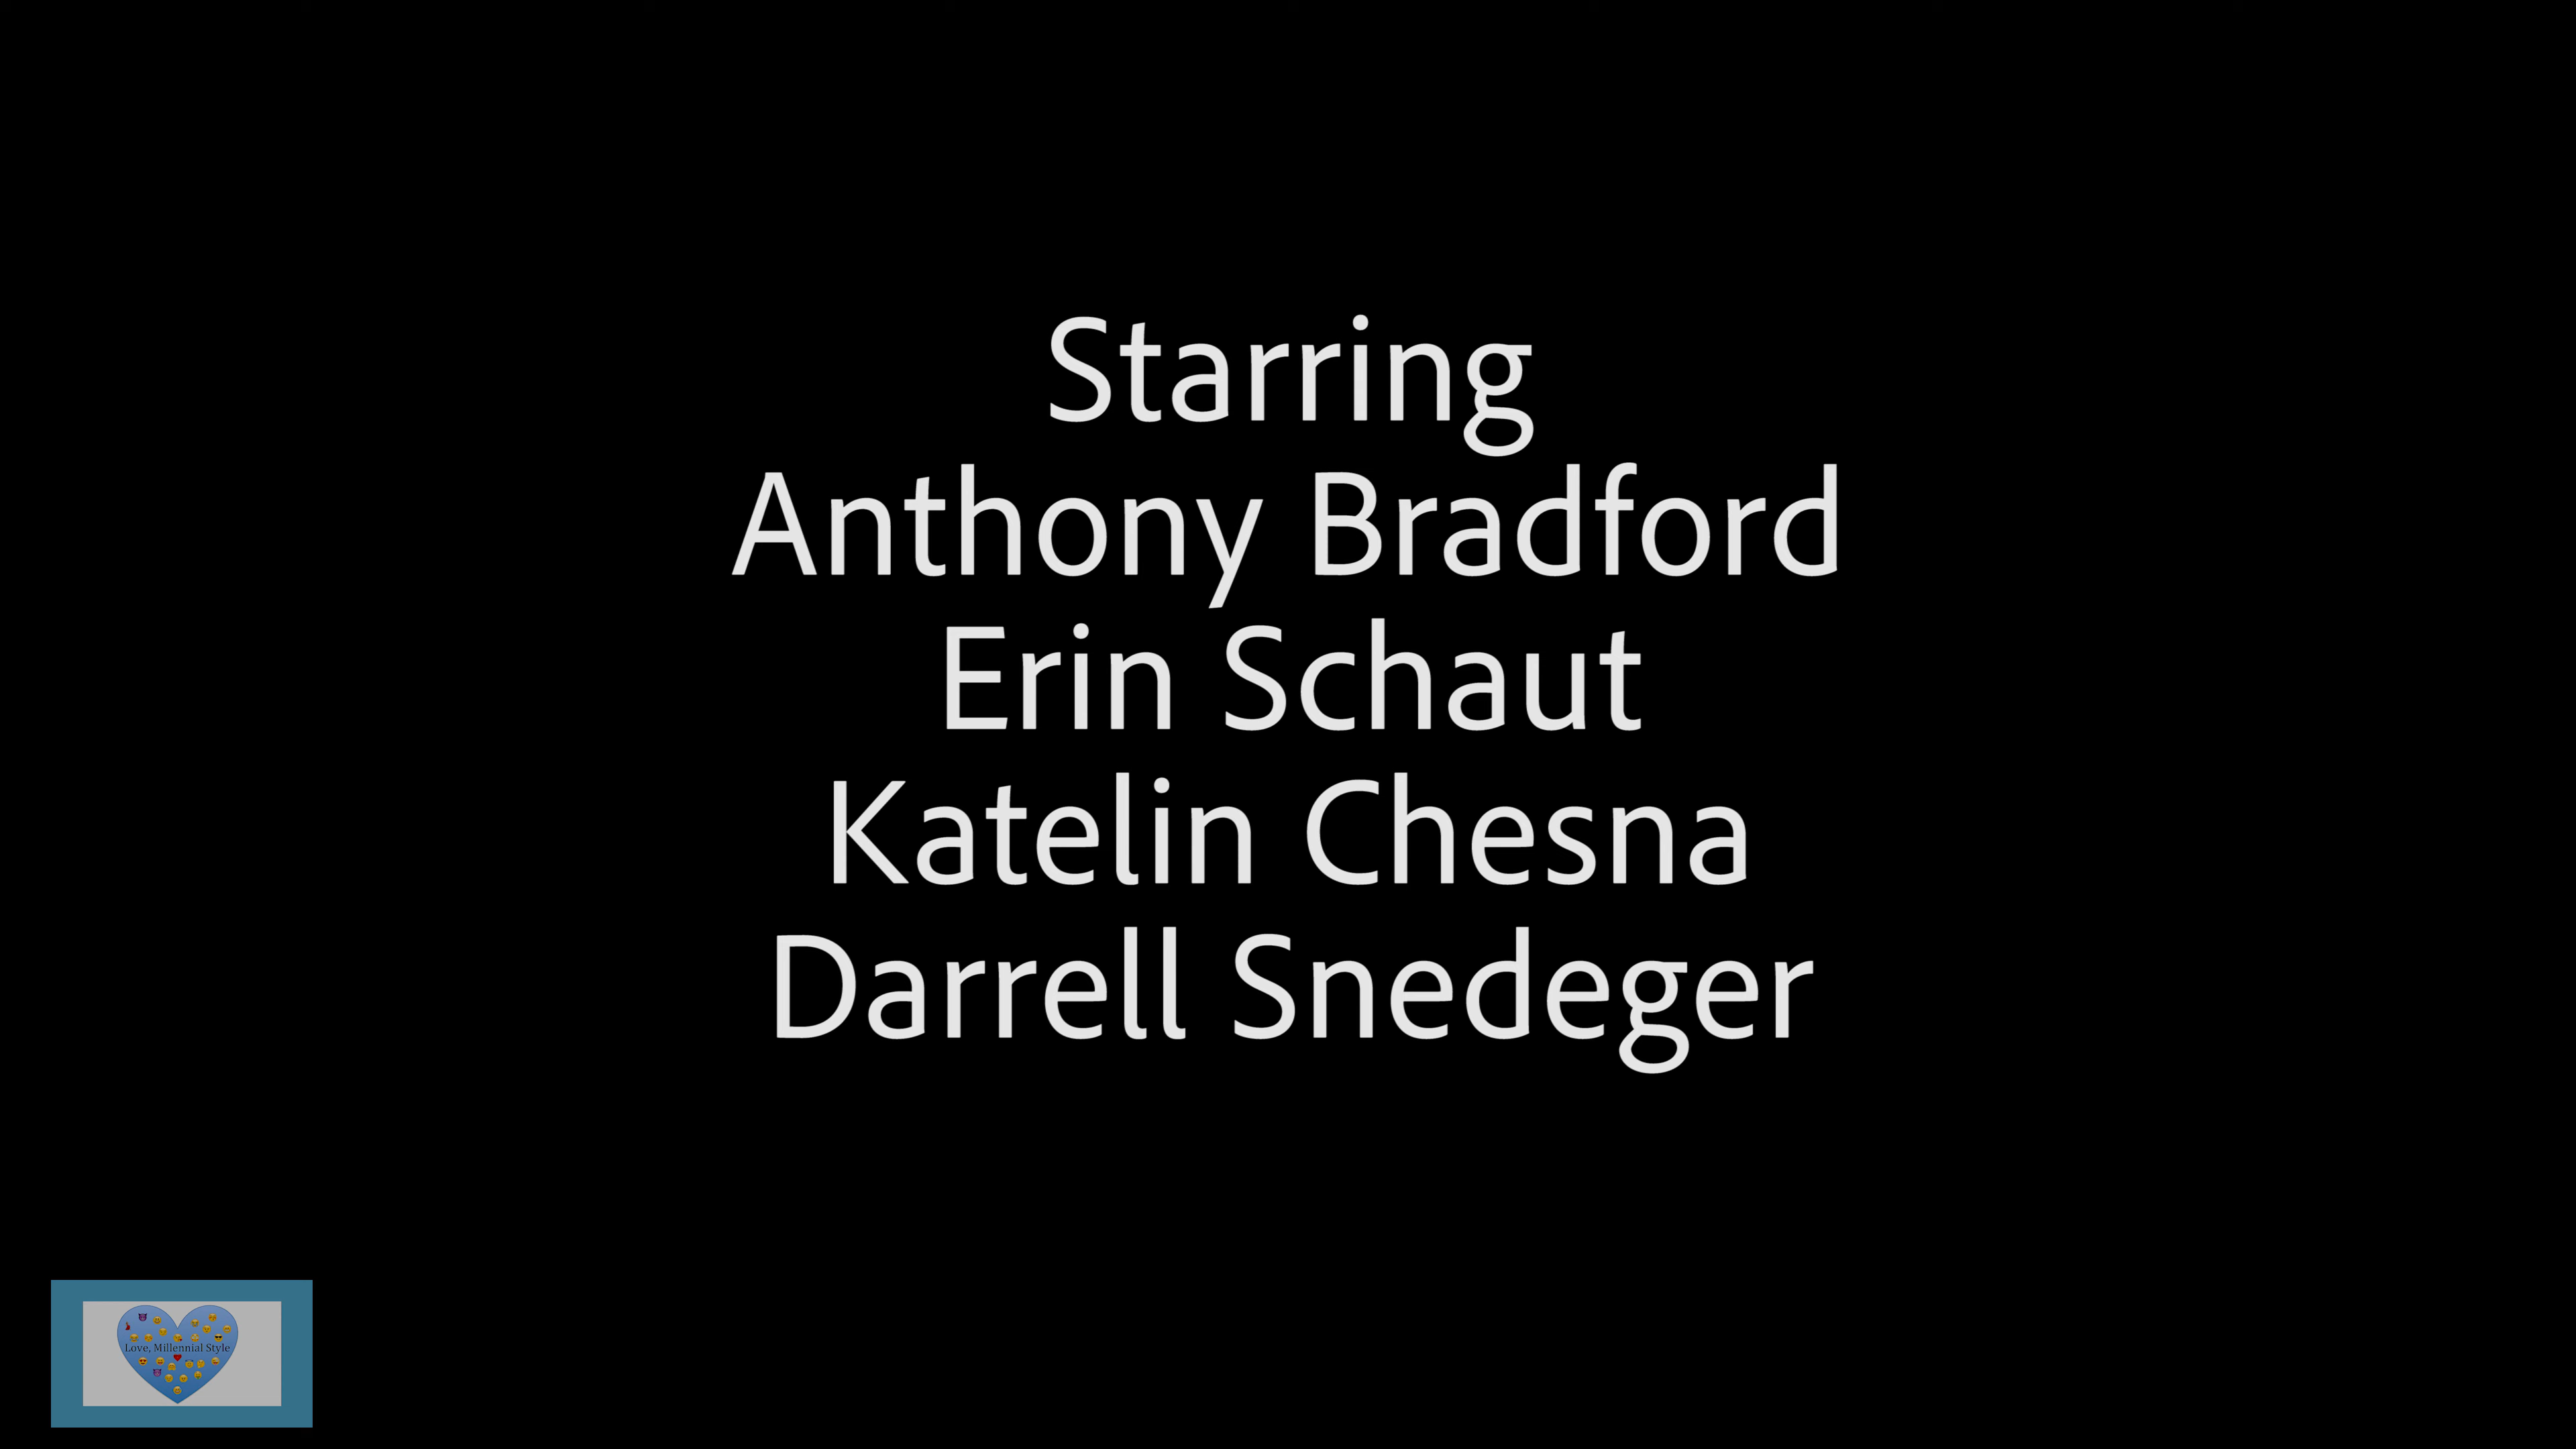 Starring
Anthony Bradford
Erin Schaut
Katelin Chesna
Darrell Snedeger
Love, Millennial Style